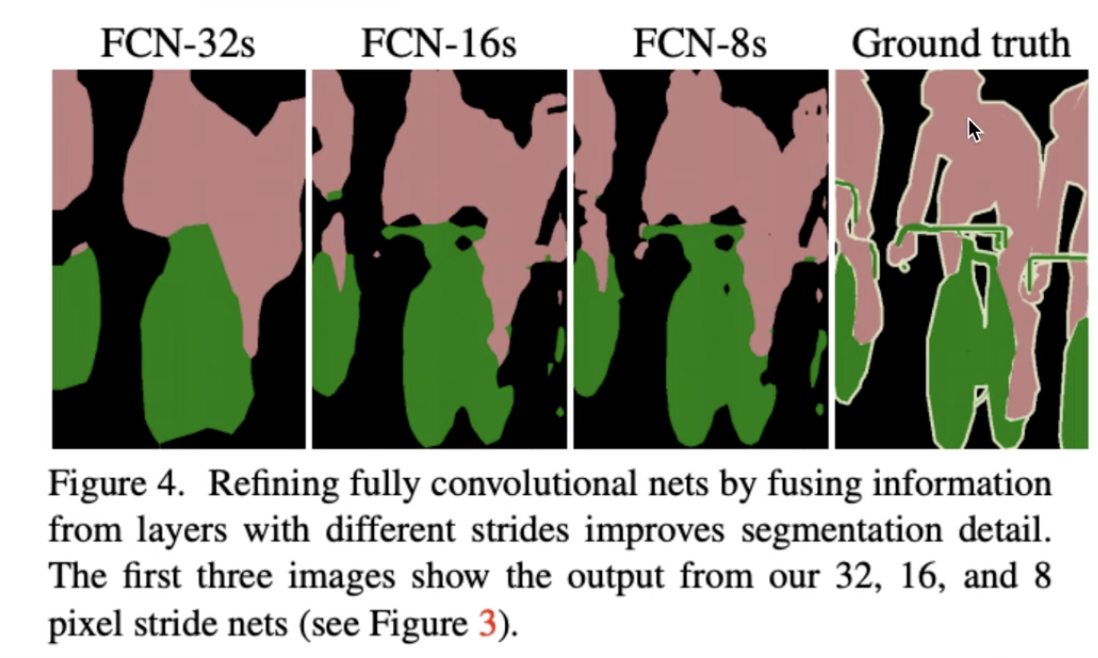 FCN-32s FCN-16s FCN-8s Ground truth
Figure 4. Refining fully convolutional nets by fusing information
from layers with different strides improves segmentation detail.
The first three images show the output from our 32, 16, and 8
pixel stride nets (see Figure 3).